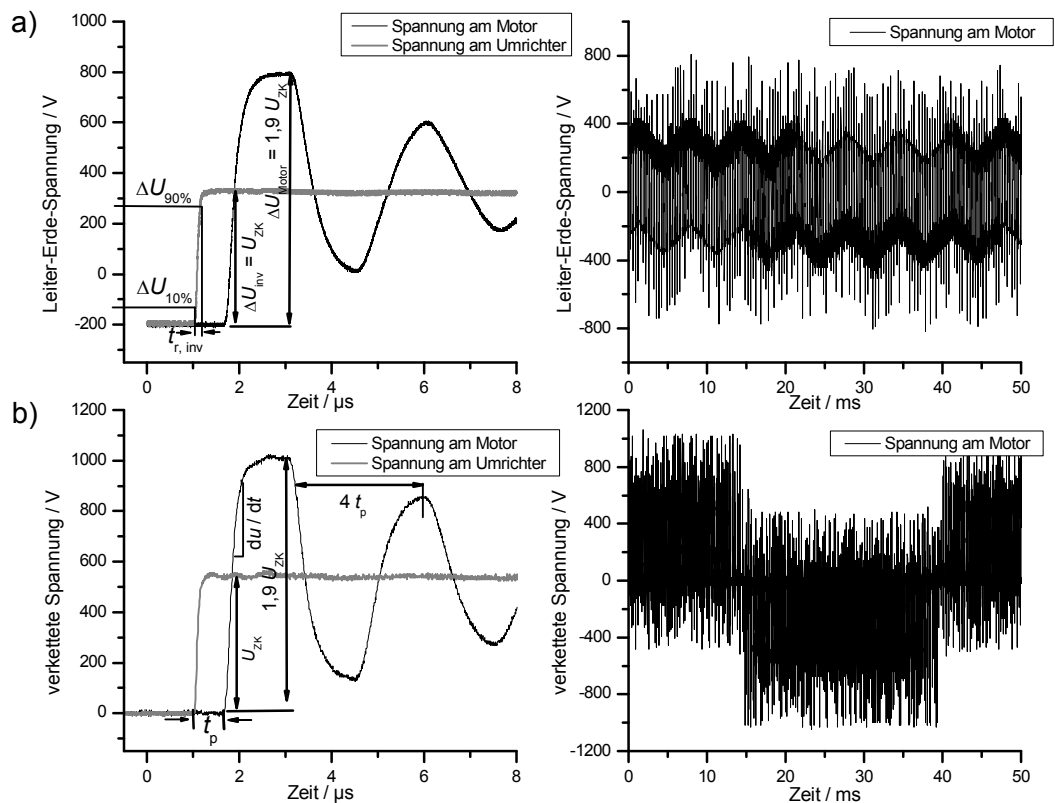 a)
Spannung am Motor
Spannung am Umrichter
Leiter-Erde-Spannung / V
1000
800
600
400
200
0
-200
ΔU90%
ΔU10%
tr, inv
ΔUinv = UZK
ΔUMotor = 1,9 UZK
0 2 4 6 8
Zeit / µs
Spannung am Motor
Leiter-Erde-Spannung / V
800
400
0
-400
-800
0 10 20 30 40 50
Zeit / ms
b)
Spannung am Motor
Spannung am Umrichter
verkettete Spannung / V
1200
1000
800
600
400
200
0
du / dt
UZK
1,9 UZK
4 tp
tp
0 2 4 6 8
Zeit / µs
Spannung am Motor
verkettete Spannung / V
1200
800
400
0
-400
-800
-1200
0 10 20 30 40 50
Zeit / ms